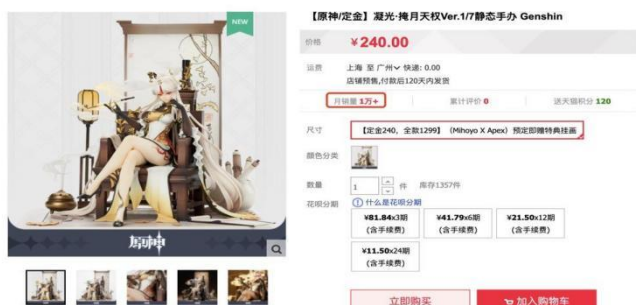 NEW
原神
【原神/定金】凝光·掩月天权Ver.1/7静态手办 Genshin
价格 ¥240.00
运费 上海 至 广州 快递: 0.00
店铺预售,付款后120天内发货
月销量 1万+ 累计评价 0 送天猫积分 120
尺寸 【定金240，全款1299】（Mihoyo X Apex）预定即赠特典挂画
颜色分类
数量 1 件 库存1357件
花呗分期 什么是花呗分期
¥81.84x3期 ¥41.79x6期 ¥21.50x12期
(含手续费) (含手续费) (含手续费)
¥11.50x24期
(含手续费)
立即购买 加入购物车